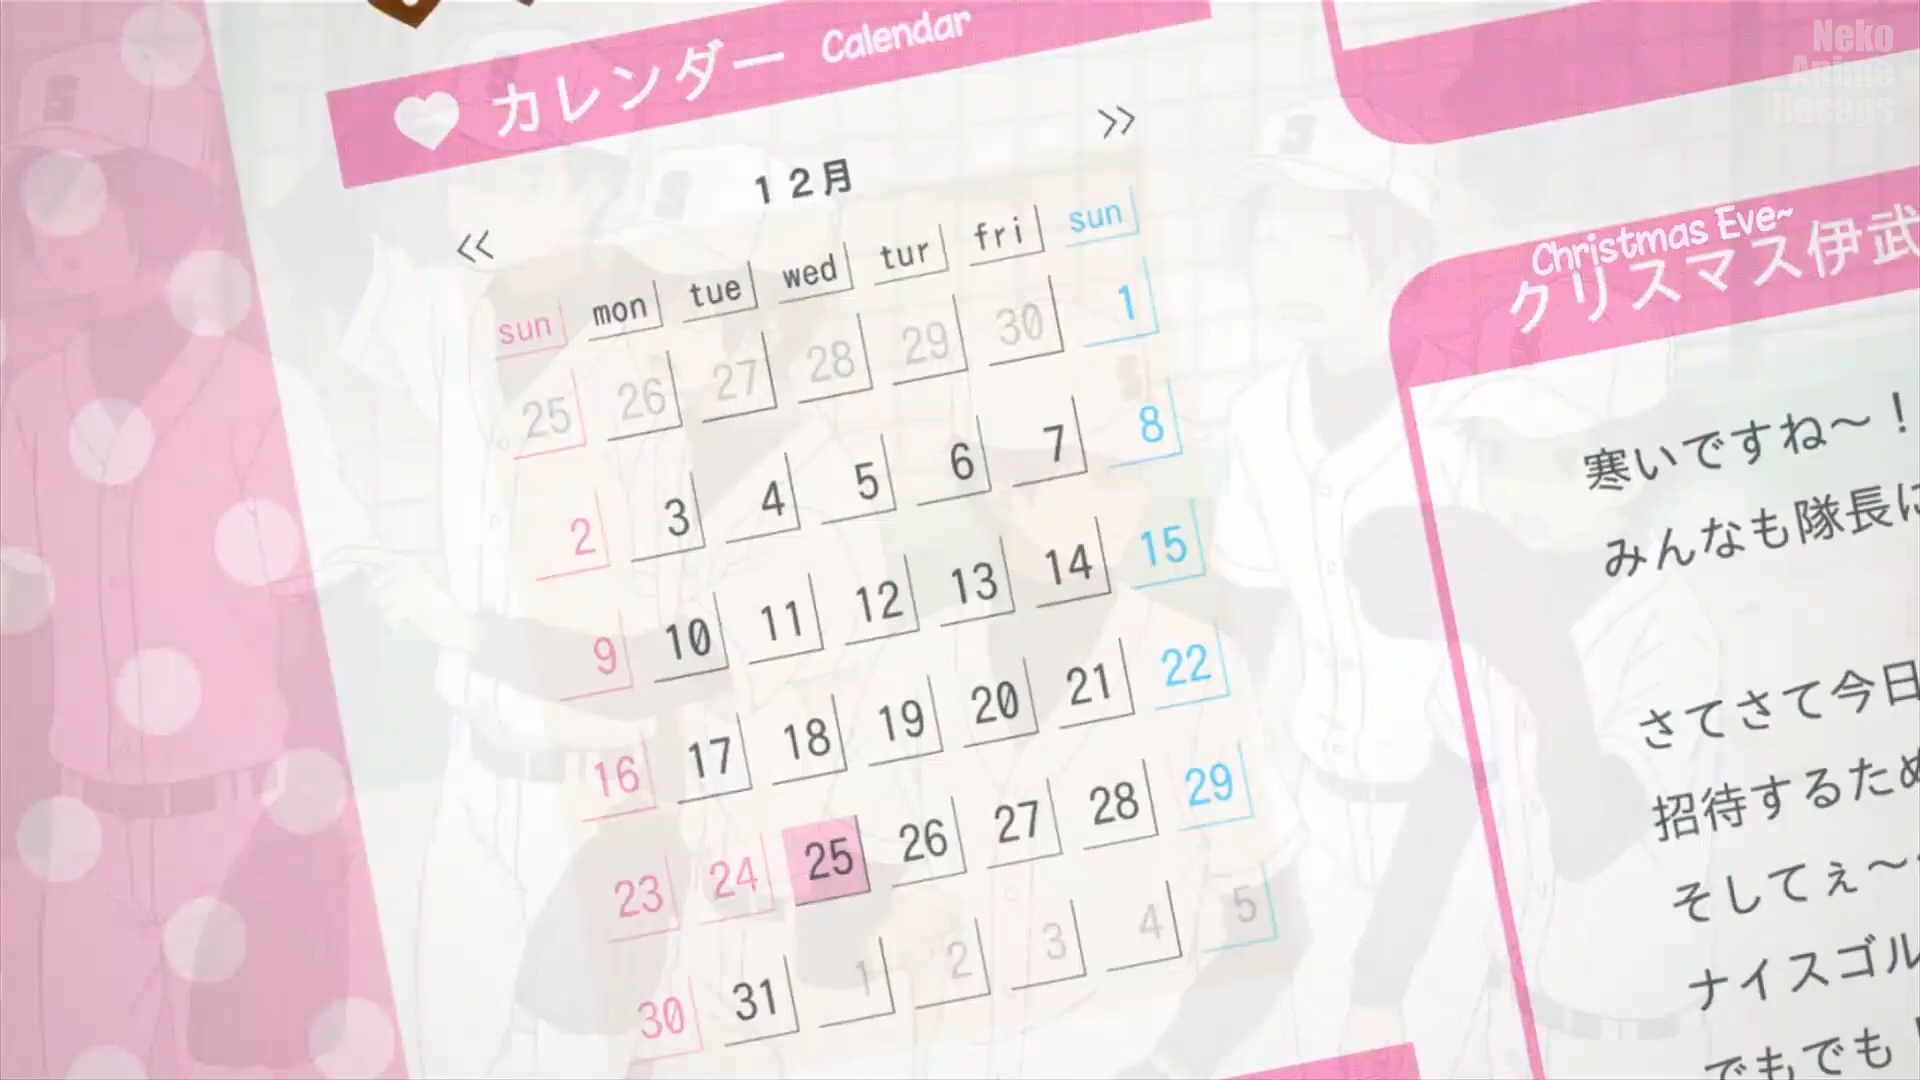 Neko
Anime
Recaps
カレンダー Calendar
>>
12月
<<
sun mon tue wed tur fri sun
25 26 27 28 29 30 1
2 3 4 5 6 7 8
9 10 11 12 13 14 15
16 17 18 19 20 21 22
23 24 25 26 27 28 29
30 31 1 2 3 4 5
Christmas Eve~
クリスマス伊武
寒いですね～！
みんなも隊長に
さてさて今日
招待するため
そしてぇ～
ナイスゴル
でもでも！